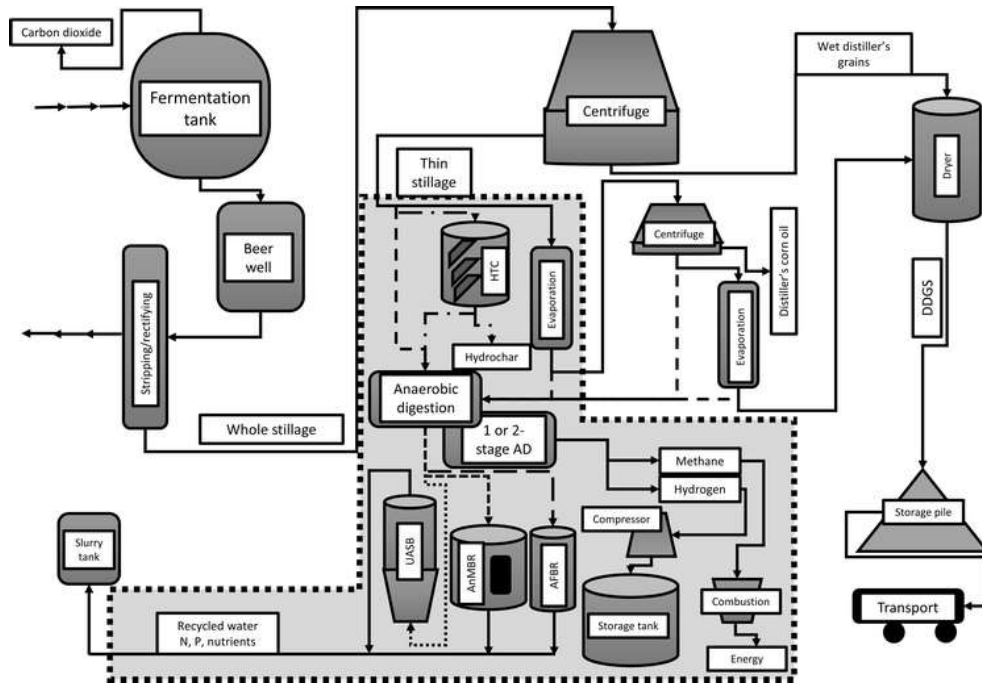 Carbon dioxide
Fermentation
tank
Centrifuge
Wet distiller's
grains
Dryer
Thin
stillage
Beer
well
HTC
Evaporation
Centrifuge
Distiller's corn oil
Evaporation
DDGS
Stripping/rectifying
Hydrochar
Anaerobic
digestion
1 or 2-
stage AD
Whole stillage
Methane
Hydrogen
Compressor
Storage pile
Slurry
tank
UASB
AnMBR
AFBR
Storage tank
Combustion
Transport
Recycled water
N, P, nutrients
Energy